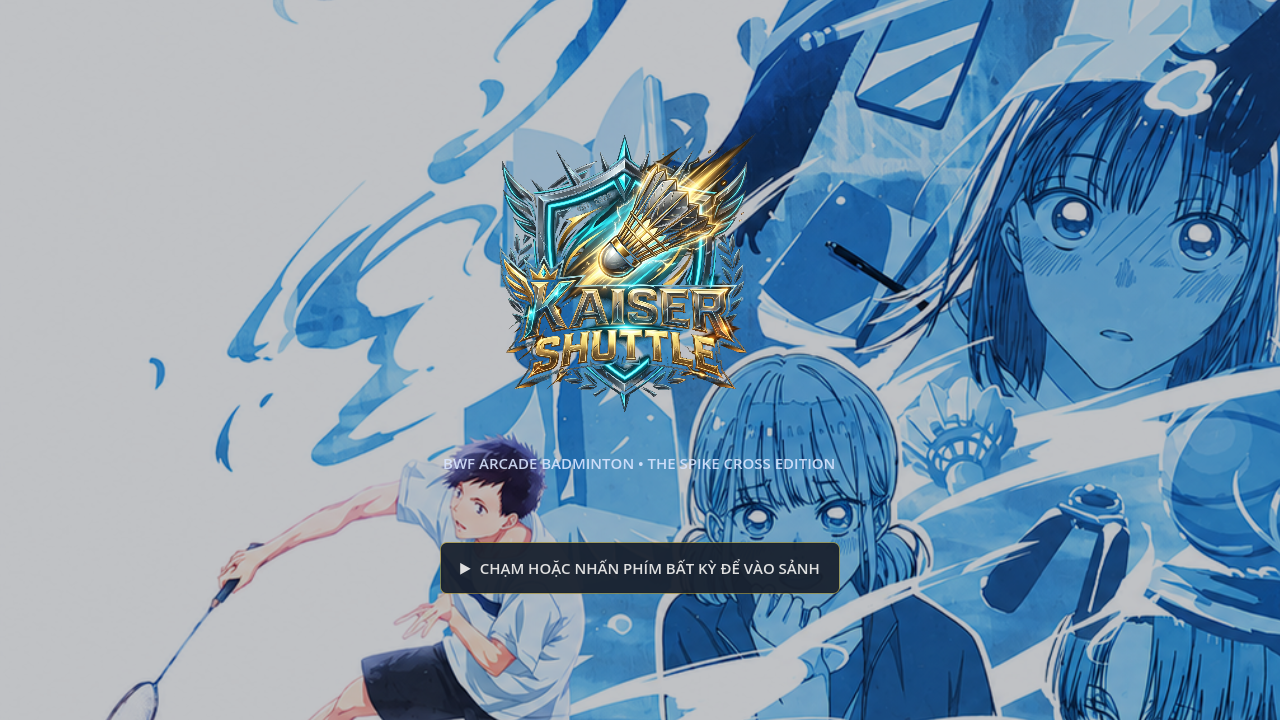 KAISER
SHUTTLE
BWF ARCADE BADMINTON • THE SPIKE CROSS EDITION
▶ CHẠM HOẶC NHẤN PHÍM BẤT KỲ ĐỂ VÀO SẢNH